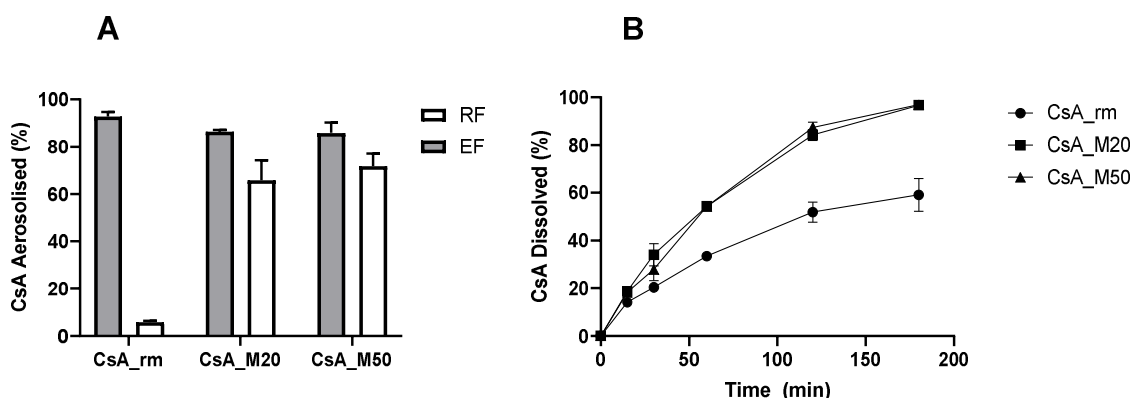 A
CsA Aerosolised (%)
100
80
60
40
20
0
CsA_rm
CsA_M20
CsA_M50
RF
EF
B
CsA Dissolved (%)
100
80
60
40
20
0
0
50
100
150
200
Time (min)
CsA_rm
CsA_M20
CsA_M50